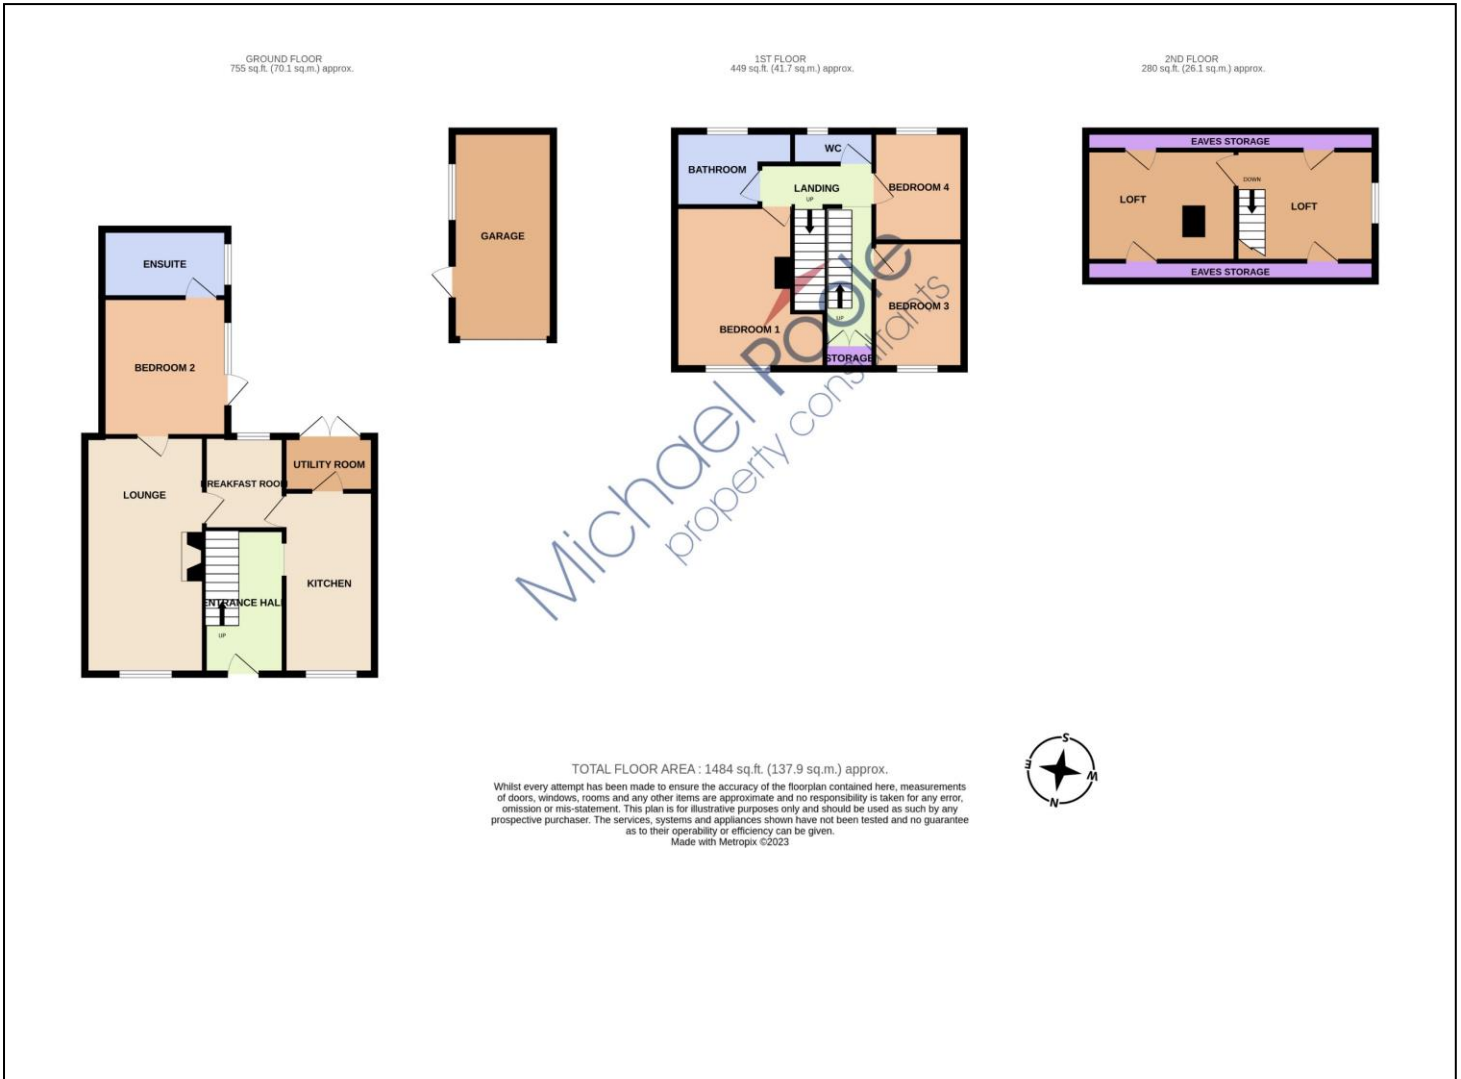 GROUND FLOOR
755 sq.ft. (70.1 sq.m.) approx.
1ST FLOOR
449 sq.ft. (41.7 sq.m.) approx.
2ND FLOOR
280 sq.ft. (26.1 sq.m.) approx.
ENSUITE
BEDROOM 2
LOUNGE
BREAKFAST ROOM
UTILITY ROOM
ENTRANCE HALL
KITCHEN
UP
GARAGE
BATHROOM
WC
LANDING
UP
BEDROOM 4
BEDROOM 1
UP
BEDROOM 3
STORAGE
EAVES STORAGE
LOFT
DOWN
LOFT
EAVES STORAGE
Michael Poole
property consultants
S
E
W
N
TOTAL FLOOR AREA : 1484 sq.ft. (137.9 sq.m.) approx.
Whilst every attempt has been made to ensure the accuracy of the floorplan contained here, measurements
of doors, windows, rooms and any other items are approximate and no responsibility is taken for any error,
omission or mis-statement. This plan is for illustrative purposes only and should be used as such by any
prospective purchaser. The services, systems and appliances shown have not been tested and no guarantee
as to their operability or efficiency can be given.
Made with Metropix ©2023